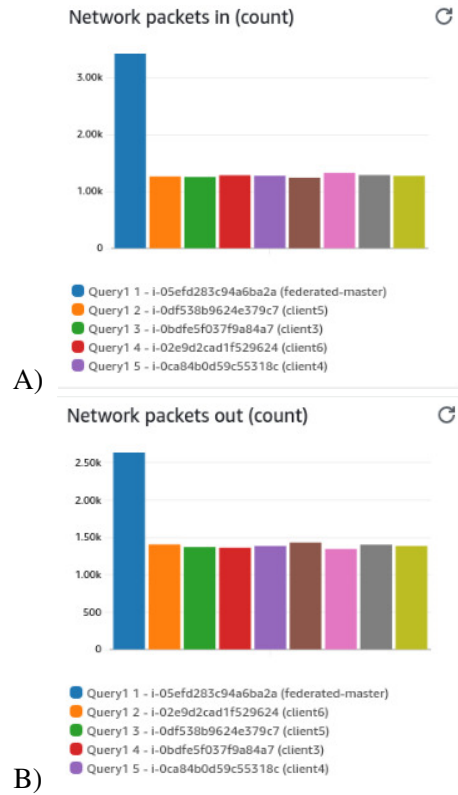 Network packets in (count)
3.00k
2.00k
1.00k
0
Query1 1 - i-05efd283c94a6ba2a (federated-master)
Query1 2 - i-0df538b9624e379c7 (client5)
Query1 3 - i-0bdfe5f037f9a84a7 (client3)
Query1 4 - i-02e9d2cad1f529624 (client6)
Query1 5 - i-0ca84b0d59c55318c (client4)
A)
Network packets out (count)
2.50k
2.00k
1.50k
1.00k
500
0
Query1 1 - i-05efd283c94a6ba2a (federated-master)
Query1 2 - i-02e9d2cad1f529624 (client6)
Query1 3 - i-0df538b9624e379c7 (client5)
Query1 4 - i-0bdfe5f037f9a84a7 (client3)
Query1 5 - i-0ca84b0d59c55318c (client4)
B)